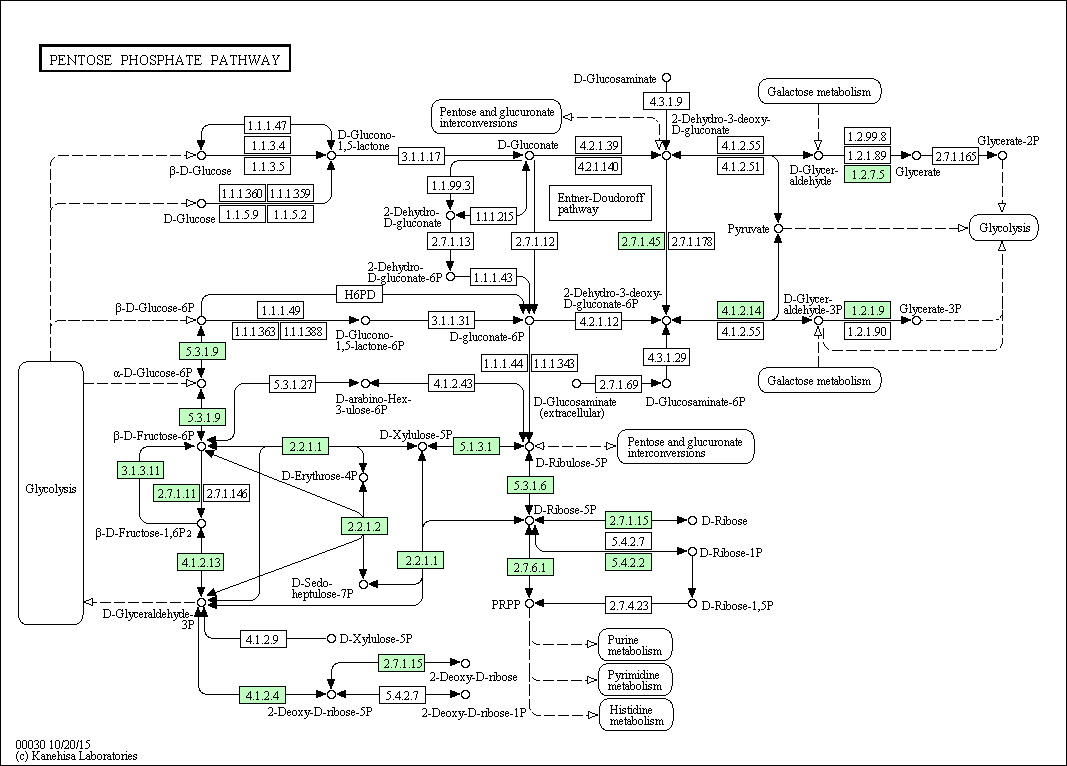 PENTOSE PHOSPHATE PATHWAY
D-Glucosaminate
4.3.1.9
Galactose metabolism
Pentose and glucuronate
interconversions
2-Dehydro-3-deoxy-
D-gluconate
1.1.1.47
D-Glucono-
1,5-lactone
1.1.3.4
1.1.3.5
β-D-Glucose
3.1.1.17
D-Gluconate
4.2.1.39
4.2.1.140
4.1.2.55
4.1.2.51
D-Glycer-
aldehyde
1.2.99.8
1.2.1.89
1.2.7.5
Glycerate
2.7.1.165
Glycerate-2P
1.1.1.360
1.1.1.359
1.1.5.9
1.1.5.2
D-Glucose
1.1.99.3
2-Dehydro-
D-gluconate
1.1.1.215
Entner-Doudoroff
pathway
2.7.1.13
2.7.1.12
2.7.1.45
2.7.1.178
Pyruvate
Glycolysis
2-Dehydro-
D-gluconate-6P
1.1.1.43
H6PD
2-Dehydro-3-deoxy-
D-gluconate-6P
D-Glycer-
aldehyde-3P
β-D-Glucose-6P
1.1.1.49
1.1.1.363
1.1.1.388
D-Glucono-
1,5-lactone-6P
3.1.1.31
D-gluconate-6P
4.2.1.12
4.1.2.14
4.1.2.55
1.2.1.9
1.2.1.90
Glycerate-3P
5.3.1.9
1.1.1.44
1.1.1.343
4.3.1.29
α-D-Glucose-6P
5.3.1.27
D-arabino-Hex-
3-ulose-6P
4.1.2.43
2.7.1.69
D-Glucosaminate
(extracellular)
D-Glucosaminate-6P
Galactose metabolism
5.3.1.9
β-D-Fructose-6P
2.2.1.1
D-Xylulose-5P
5.1.3.1
D-Ribulose-5P
Pentose and glucuronate
interconversions
3.1.3.11
D-Erythrose-4P
Glycolysis
2.7.1.11
2.7.1.146
5.3.1.6
D-Ribose-5P
2.7.1.15
D-Ribose
β-D-Fructose-1,6P2
2.2.1.2
5.4.2.7
5.4.2.2
D-Ribose-1P
4.1.2.13
2.2.1.1
2.7.6.1
D-Sedo-
heptulose-7P
PRPP
2.7.4.23
D-Ribose-1,5P
D-Glyceraldehyde-
3P
4.1.2.9
D-Xylulose-5P
Purine
metabolism
2.7.1.15
2-Deoxy-D-ribose
Pyrimidine
metabolism
4.1.2.4
2-Deoxy-D-ribose-5P
5.4.2.7
2-Deoxy-D-ribose-1P
Histidine
metabolism
00030 10/20/15
(c) Kanehisa Laboratories